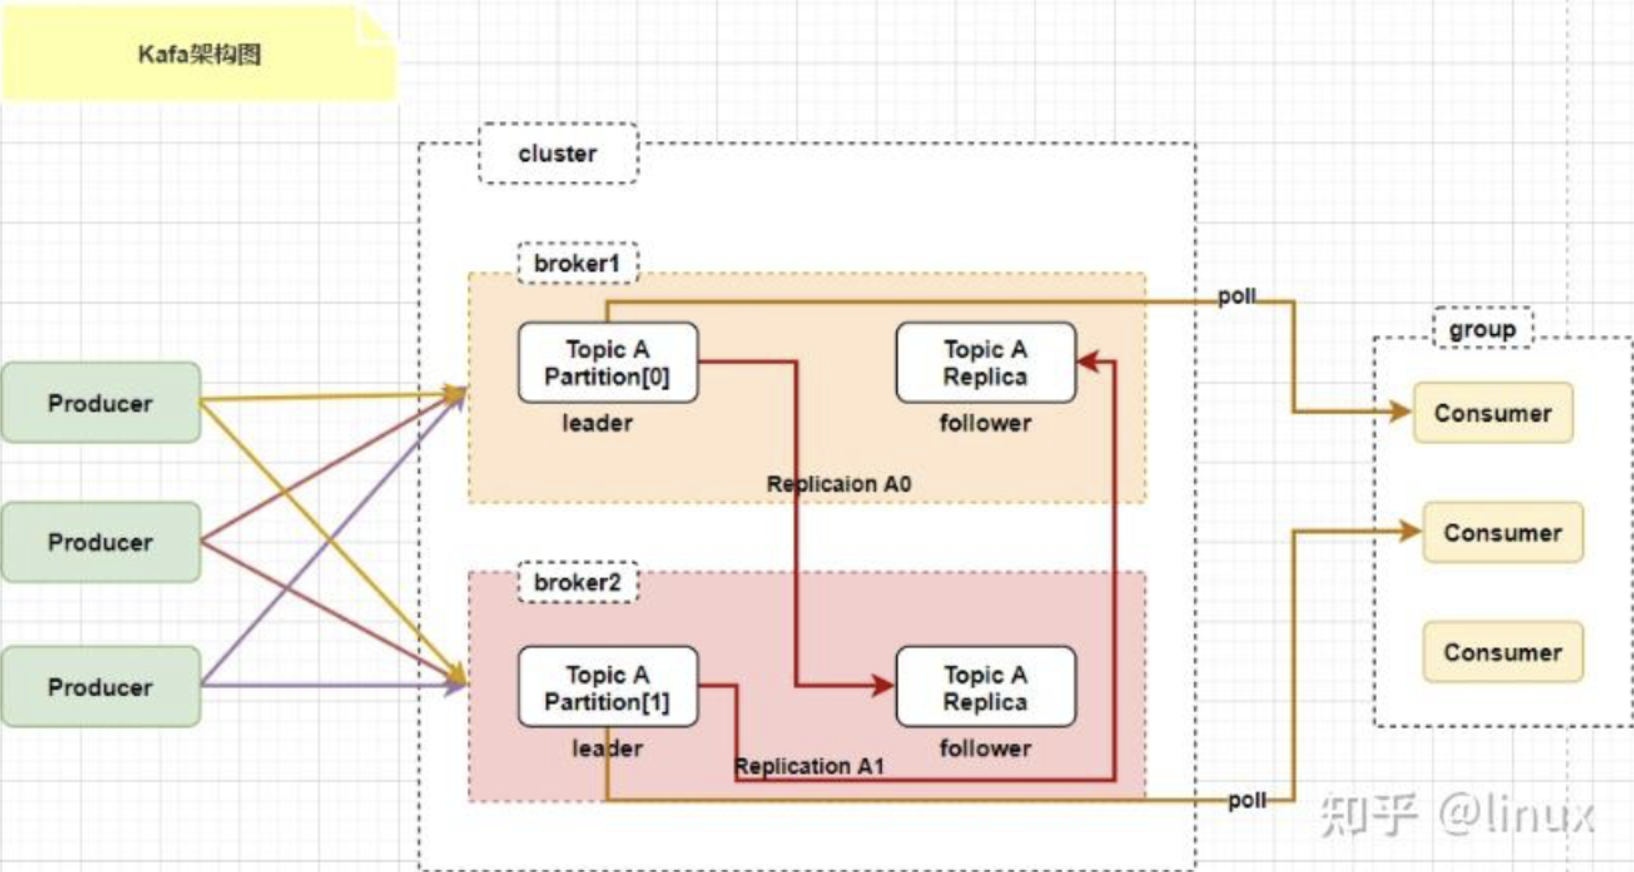 Kafa架构图
cluster
broker1
poll
Topic A
Partition[0]
leader
Topic A
Replica
follower
Replicaion A0
group
Producer
Producer
Producer
Consumer
Consumer
Consumer
broker2
Topic A
Partition[1]
leader
Topic A
Replica
follower
Replication A1
poll
知乎 @linux